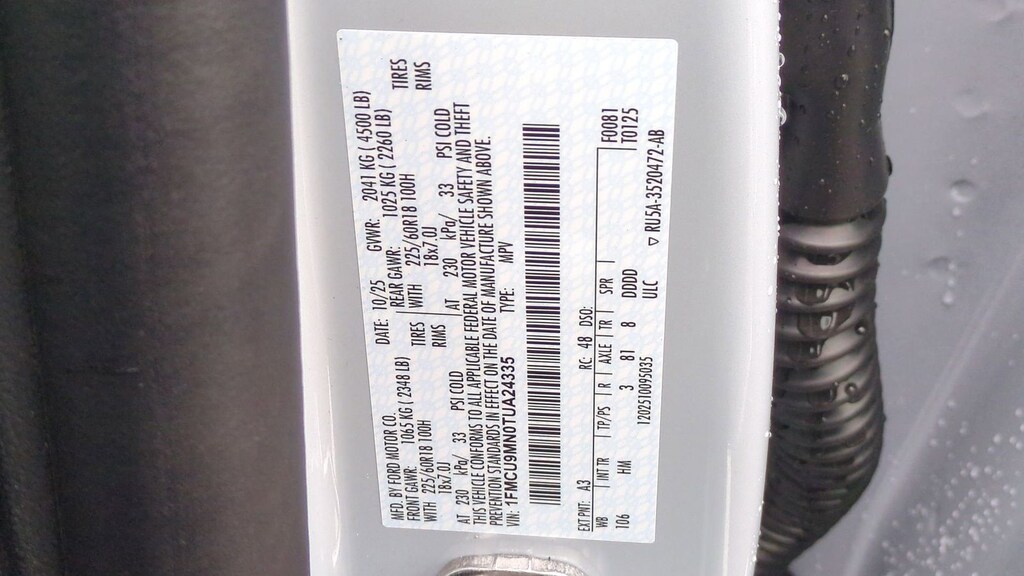 MFD. BY FORD MOTOR CO.
DATE: 10/25 GVWR: 2041 KG ( 4500 LB)
FRONT GAWR: 1065 KG ( 2348 LB) REAR GAWR: 1025 KG ( 2260 LB)
WITH 225/60R18 100H TIRES WITH 225/60R18 100H TIRES
18x7.0J RIMS 18x7.0J RIMS
AT 230 kPa/ 33 PSI COLD AT 230 kPa/ 33 PSI COLD
THIS VEHICLE CONFORMS TO ALL APPLICABLE FEDERAL MOTOR VEHICLE SAFETY AND THEFT
PREVENTION STANDARDS IN EFFECT ON THE DATE OF MANUFACTURE SHOWN ABOVE.
VIN: 1FMCU9MN0TUA24335 TYPE: MPV
EXT PNT: A3 RC: 48 DSO: F0081
WB INT TR TP/PS R AXLE TR SPR T0125
106 HM 3 81 8 DDDD
120251009S035 ULC ▽ RU5A-3520472-AB